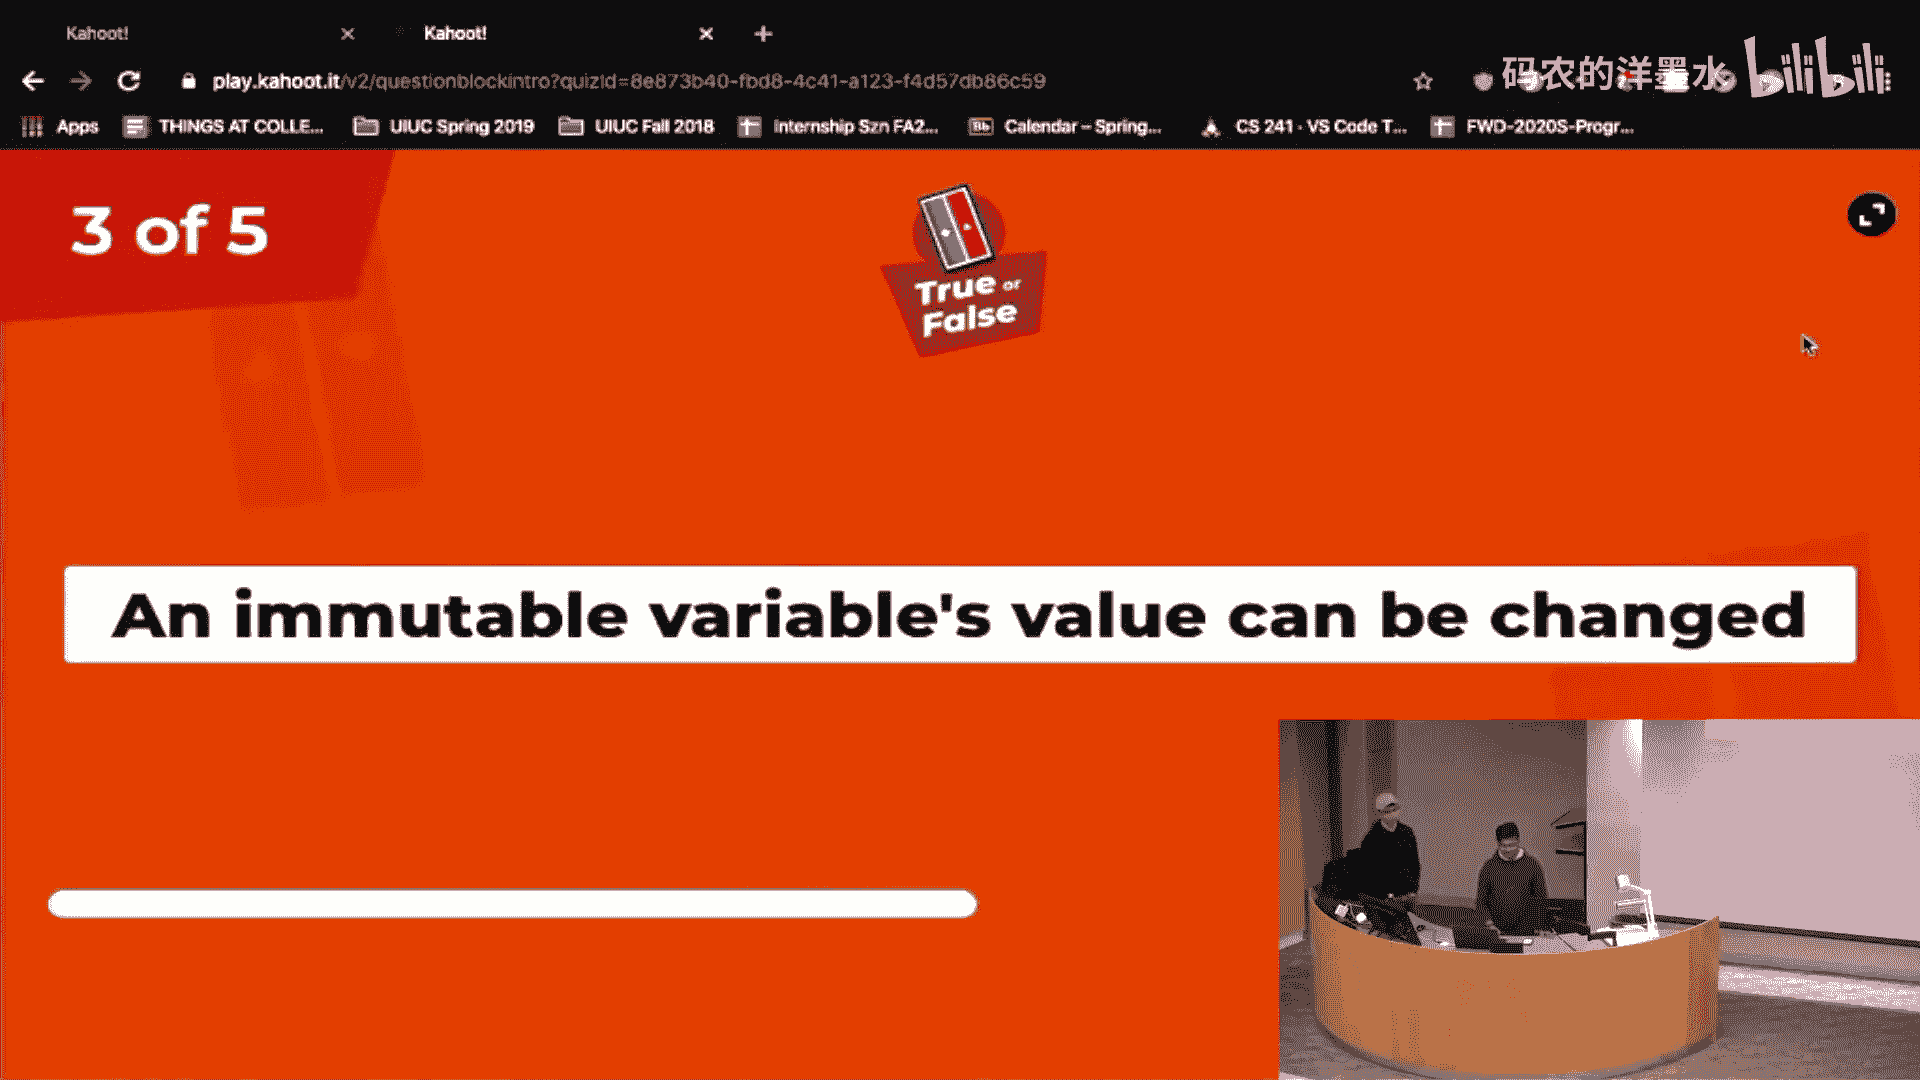 Kahoot!
Kahoot!
play.kahoot.it/v2/questionblockintro?quizId=8e873b40-fbd8-4c41-a123-f4d57db86c59
码农的洋墨水 bilibili
Apps
THINGS AT COLLE...
UIUC Spring 2019
UIUC Fall 2018
Internship Szn FA2...
Bb
Calendar – Spring...
CS 241 - VS Code T...
FWD-2020S-Progr...
3 of 5
True or
False
An immutable variable's value can be changed